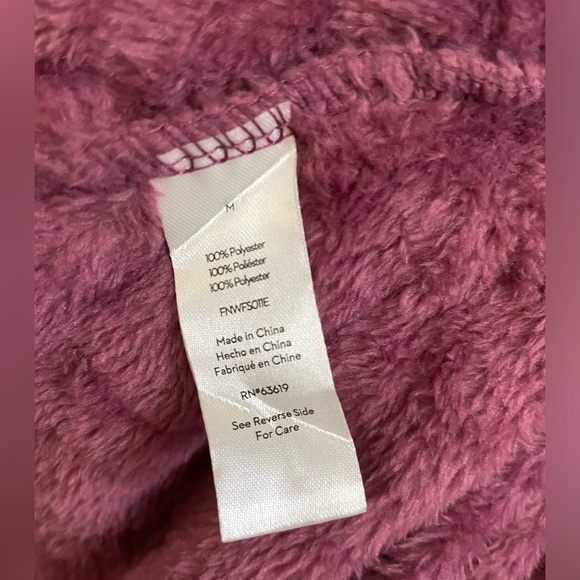 M
100% Polyester
100% Poliéster
100% Polyester
FNWFS011E
Made in China
Hecho en China
Fabriqué en Chine
RN#63619
See Reverse Side
For Care